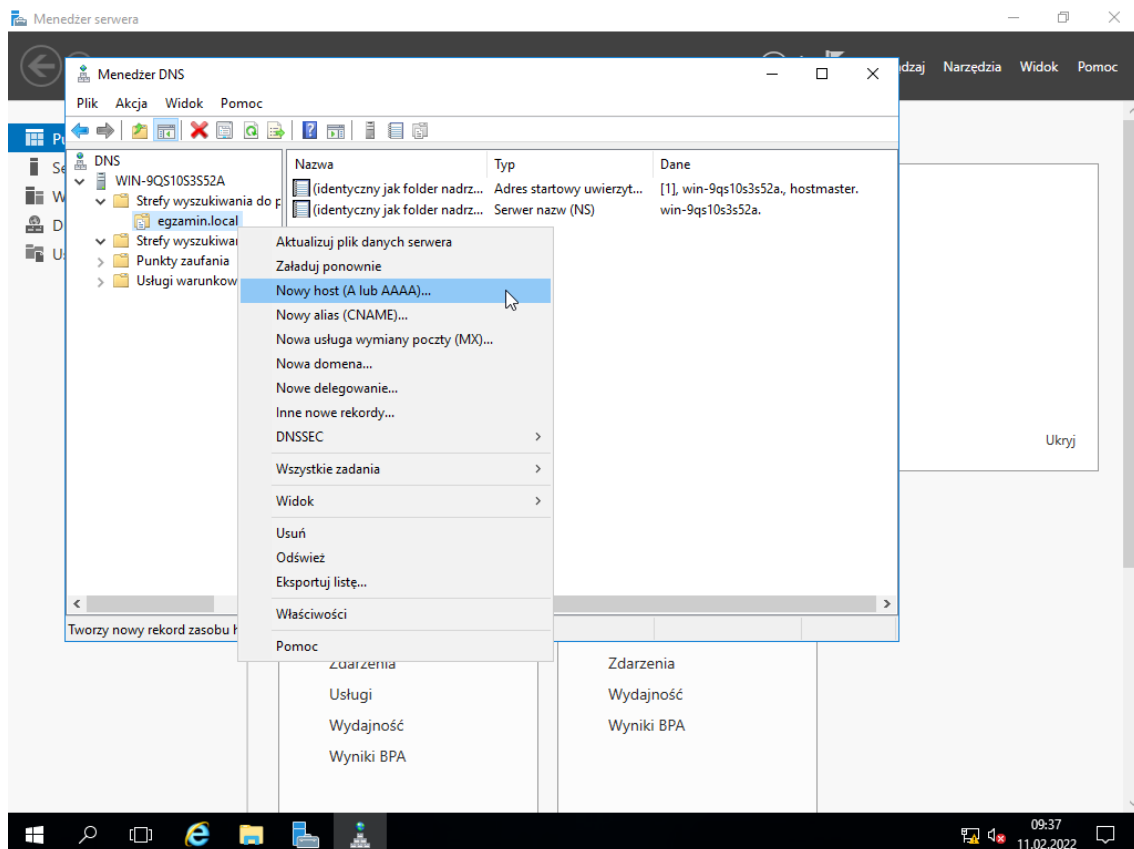 Menedżer serwera
Narzędzia Widok Pomoc
Menedżer DNS
Plik Akcja Widok Pomoc
DNS
WIN-9QS10S3S52A
Strefy wyszukiwania do p
egzamin.local
Strefy wyszukiwa
Punkty zaufania
Usługi warunkow
Nazwa Typ Dane
(identyczny jak folder nadrz... Adres startowy uwierzyt... [1], win-9qs10s3s52a., hostmaster.
(identyczny jak folder nadrz... Serwer nazw (NS) win-9qs10s3s52a.
Aktualizuj plik danych serwera
Załaduj ponownie
Nowy host (A lub AAAA)...
Nowy alias (CNAME)...
Nowa usługa wymiany poczty (MX)...
Nowa domena...
Nowe delegowanie...
Inne nowe rekordy...
DNSSEC
Wszystkie zadania
Widok
Usuń
Odśwież
Eksportuj listę...
Właściwości
Pomoc
Ukryj
Tworzy nowy rekord zasobu h
Zdarzenia
Usługi
Wydajność
Wyniki BPA
Zdarzenia
Wydajność
Wyniki BPA
09:37
11.02.2022